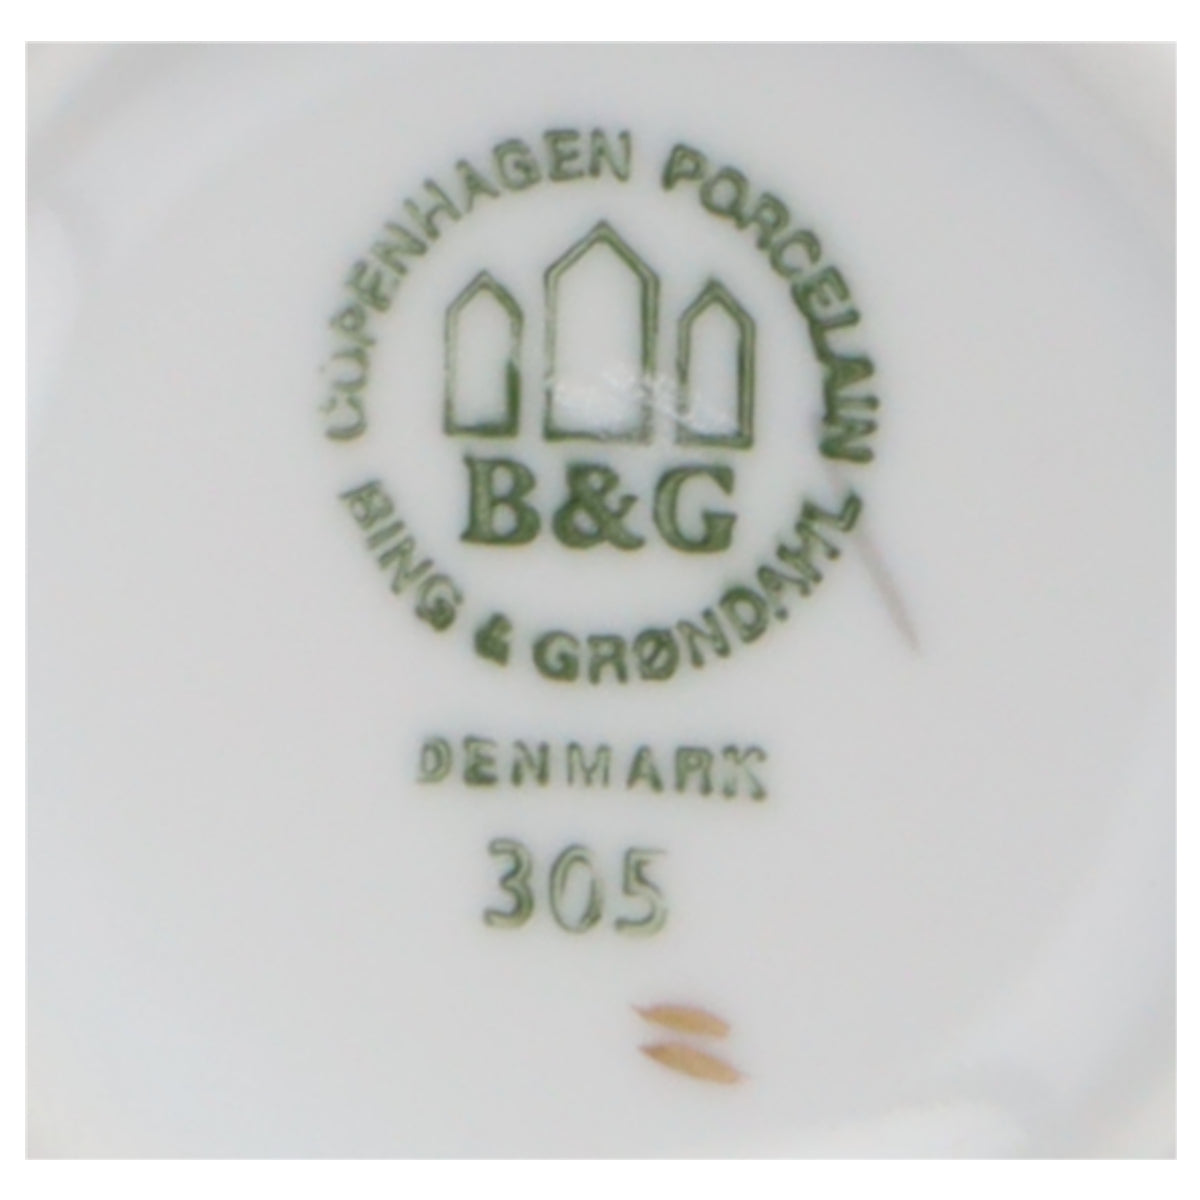 COPENHAGEN PORCELAIN
B&G
BING & GRØNDAHL
DENMARK
305